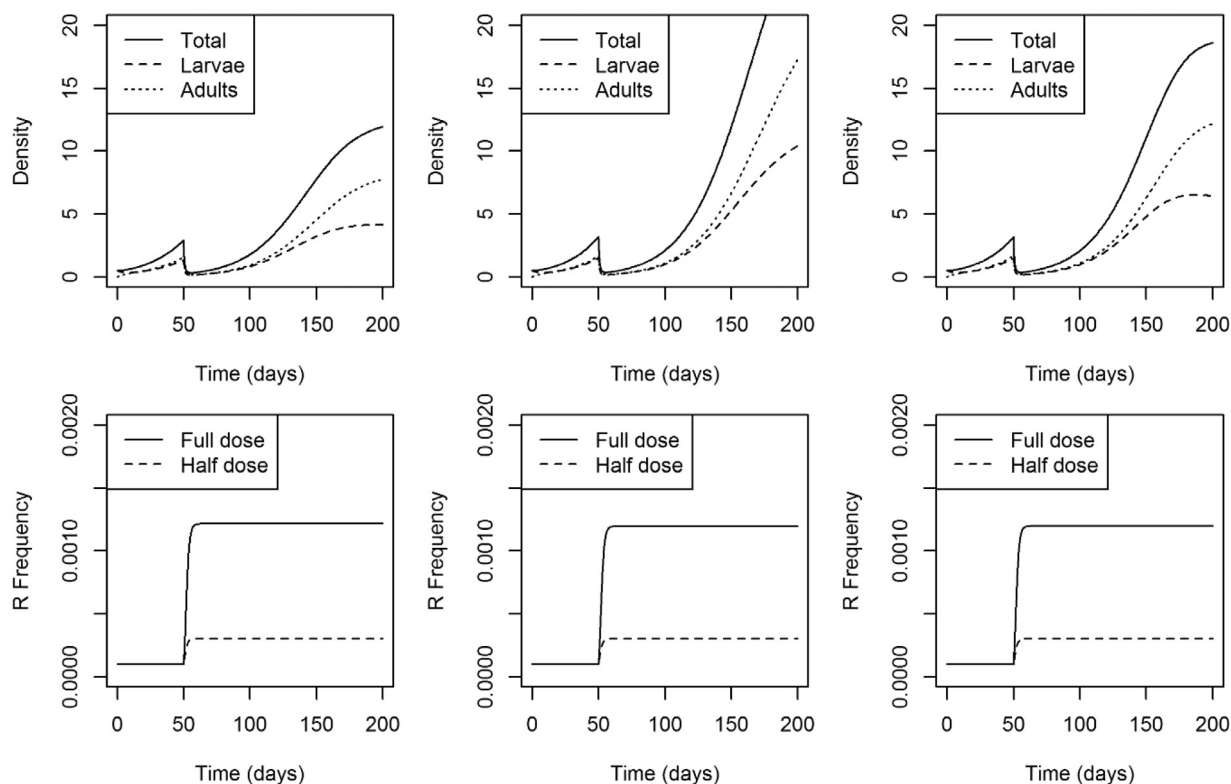 Density
20
15
10
5
0
Total
Larvae
Adults
0 50 100 150 200
Time (days)
Density
20
15
10
5
0
Total
Larvae
Adults
0 50 100 150 200
Time (days)
Density
20
15
10
5
0
Total
Larvae
Adults
0 50 100 150 200
Time (days)
R Frequency
0.0020
0.0010
0.0000
Full dose
Half dose
0 50 100 150 200
Time (days)
R Frequency
0.0020
0.0010
0.0000
Full dose
Half dose
0 50 100 150 200
Time (days)
R Frequency
0.0020
0.0010
0.0000
Full dose
Half dose
0 50 100 150 200
Time (days)